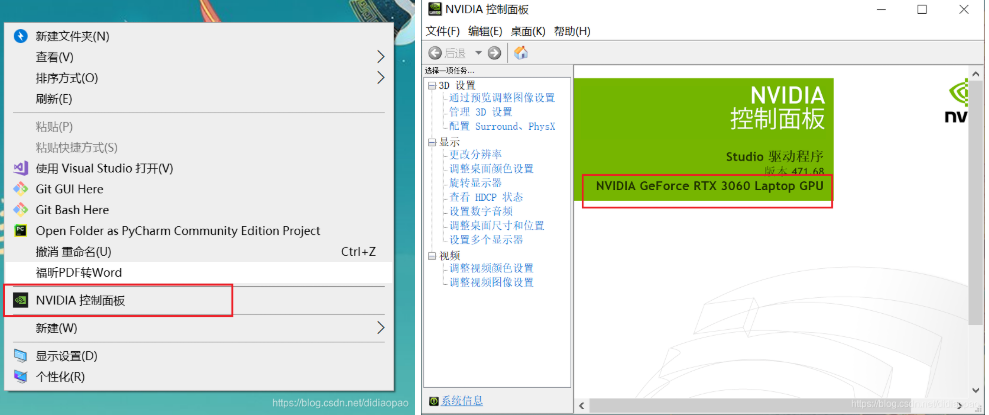 新建文件夹(N)
查看(V)
排序方式(O)
刷新(E)
粘贴(P)
粘贴快捷方式(S)
使用 Visual Studio 打开(V)
Git GUI Here
Git Bash Here
Open Folder as PyCharm Community Edition Project
撤消 重命名(U) Ctrl+Z
福昕PDF转Word
NVIDIA 控制面板
新建(W)
显示设置(D)
个性化(R)
https://blog.csdn.net/didiaopao
NVIDIA 控制面板
文件(F) 编辑(E) 桌面(K) 帮助(H)
后退
选择一项任务...
3D 设置
通过预览调整图像设置
管理 3D 设置
配置 Surround、PhysX
显示
更改分辨率
调整桌面颜色设置
旋转显示器
查看 HDCP 状态
设置数字音频
调整桌面尺寸和位置
设置多个显示器
视频
调整视频颜色设置
调整视频图像设置
系统信息
NVIDIA
控制面板
Studio 驱动程序
版本 471.68
NVIDIA GeForce RTX 3060 Laptop GPU
https://blog.csdn.net/didiaopao